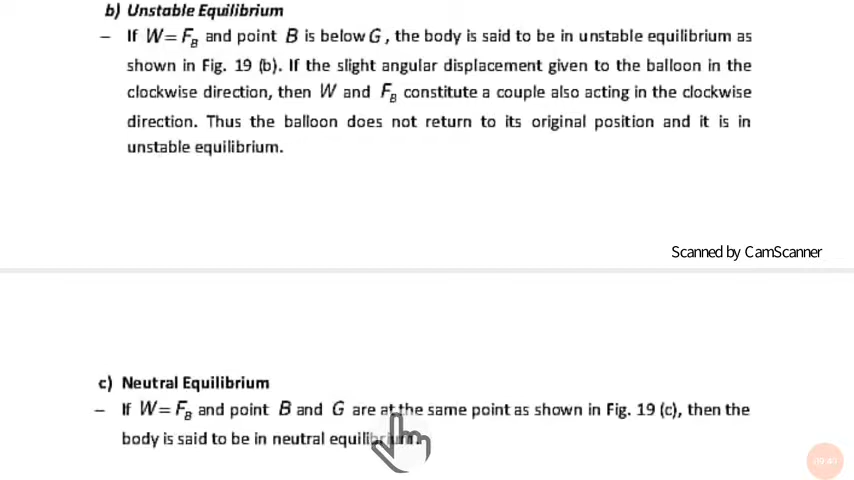 b) Unstable Equilibrium
– If W = FB and point B is below G, the body is said to be in unstable equilibrium as
shown in Fig. 19 (b). If the slight angular displacement given to the balloon in the
clockwise direction, then W and FB constitute a couple also acting in the clockwise
direction. Thus the balloon does not return to its original position and it is in
unstable equilibrium.
Scanned by CamScanner
c) Neutral Equilibrium
– If W = FB and point B and G are at the same point as shown in Fig. 19 (c), then the
body is said to be in neutral equilibrium.